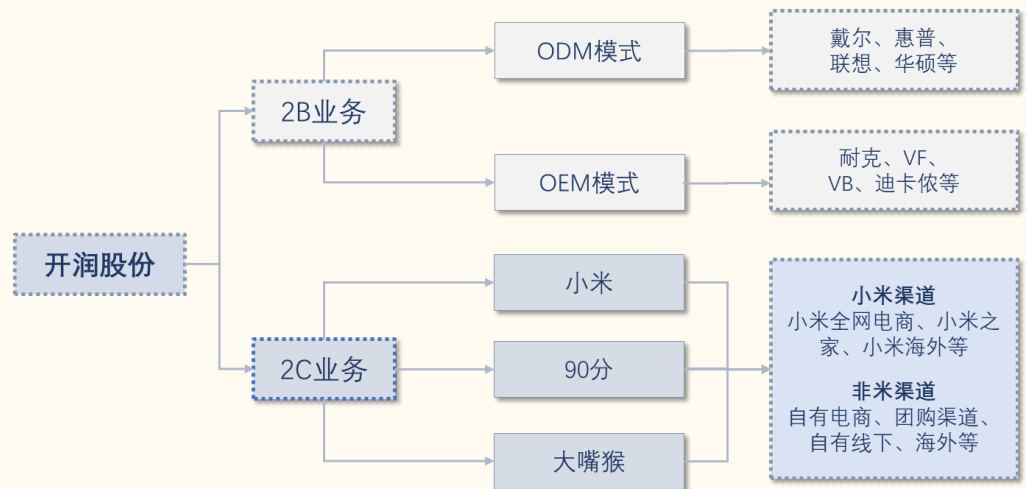 开润股份
2B业务
ODM模式
戴尔、惠普、
联想、华硕等
OEM模式
耐克、VF、
VB、迪卡侬等
2C业务
小米
90分
大嘴猴
小米渠道
小米全网电商、小米之
家、小米海外等
非米渠道
自有电商、团购渠道、
自有线下、海外等